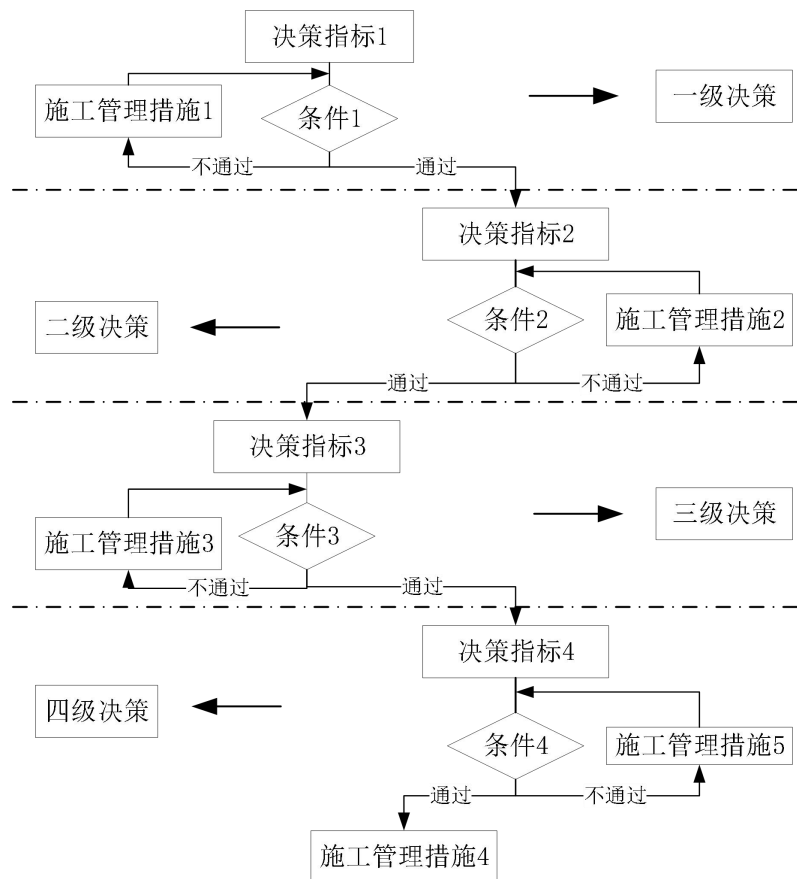 决策指标1
施工管理措施1
条件1
一级决策
不通过
通过
决策指标2
二级决策
条件2
施工管理措施2
通过
不通过
决策指标3
施工管理措施3
条件3
三级决策
不通过
通过
决策指标4
四级决策
条件4
施工管理措施5
通过
不通过
施工管理措施4